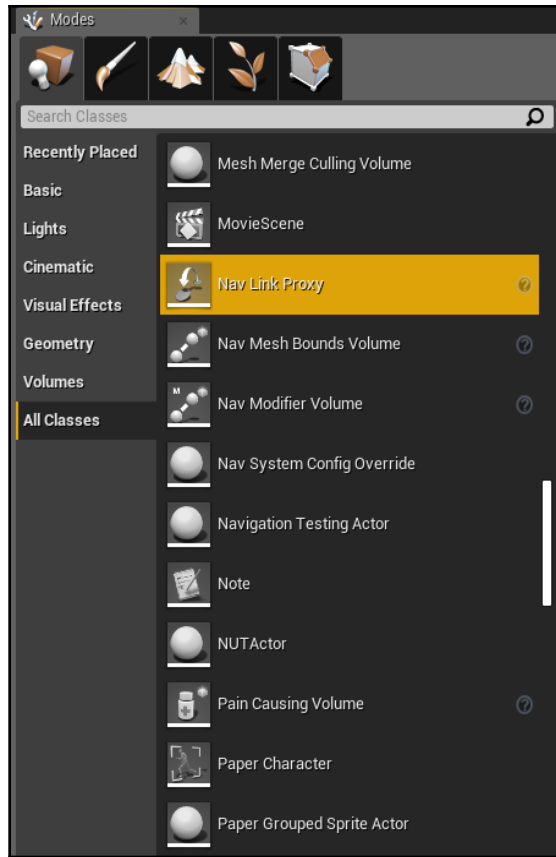 Modes
Search Classes
Recently Placed
Basic
Lights
Cinematic
Visual Effects
Geometry
Volumes
All Classes
Mesh Merge Culling Volume
MovieScene
Nav Link Proxy
Nav Mesh Bounds Volume
M
Nav Modifier Volume
Nav System Config Override
Navigation Testing Actor
Note
NUTActor
Pain Causing Volume
Paper Character
Paper Grouped Sprite Actor